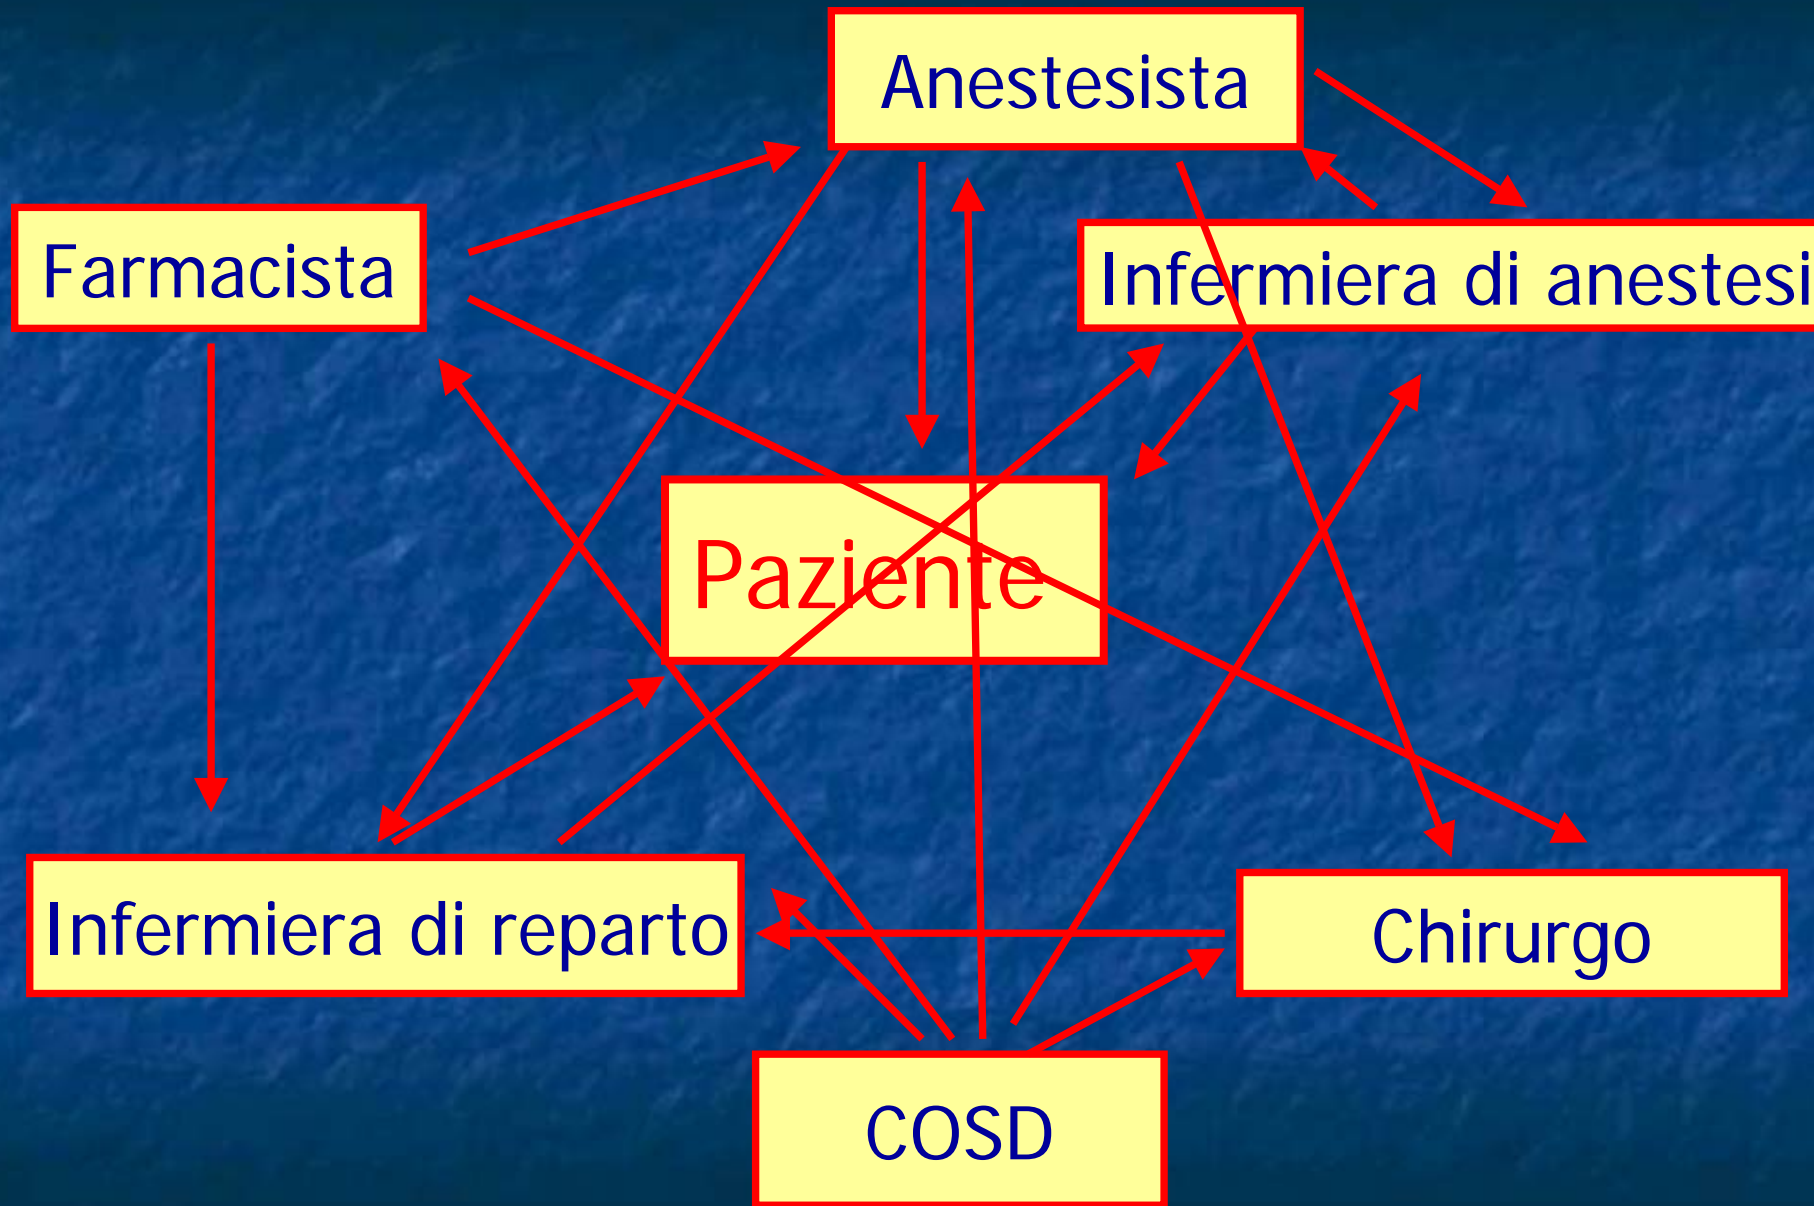 Anestesista
Farmacista
Infermiera di anestesi
Paziente
Infermiera di reparto
Chirurgo
COSD